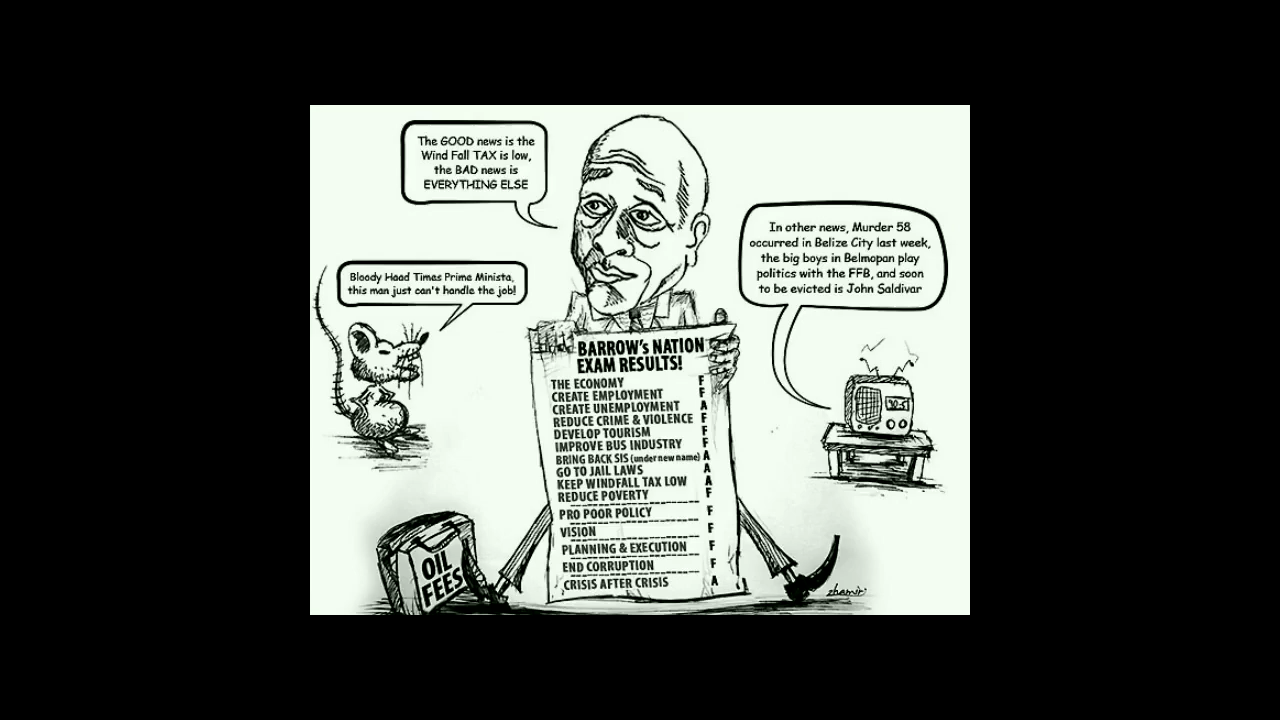 The GOOD news is the
Wind Fall TAX is low,
the BAD news is
EVERYTHING ELSE
In other news, Murder 58
occurred in Belize City last week,
the big boys in Belmopan play
politics with the FFB, and soon
to be evicted is John Saldivar
Bloody Haad Times Prime Minista,
this man just can't handle the job!
BARROW's NATION
EXAM RESULTS!
THE ECONOMY F
CREATE EMPLOYMENT F
CREATE UNEMPLOYMENT A
REDUCE CRIME & VIOLENCE F
DEVELOP TOURISM F
IMPROVE BUS INDUSTRY F
BRING BACK SIS (under new name) A
GO TO JAIL LAWS A
KEEP WINDFALL TAX LOW A
REDUCE POVERTY F
PRO POOR POLICY F
VISION F
PLANNING & EXECUTION F
END CORRUPTION F
CRISIS AFTER CRISIS A
90.5
OIL
FEES
zhamiri